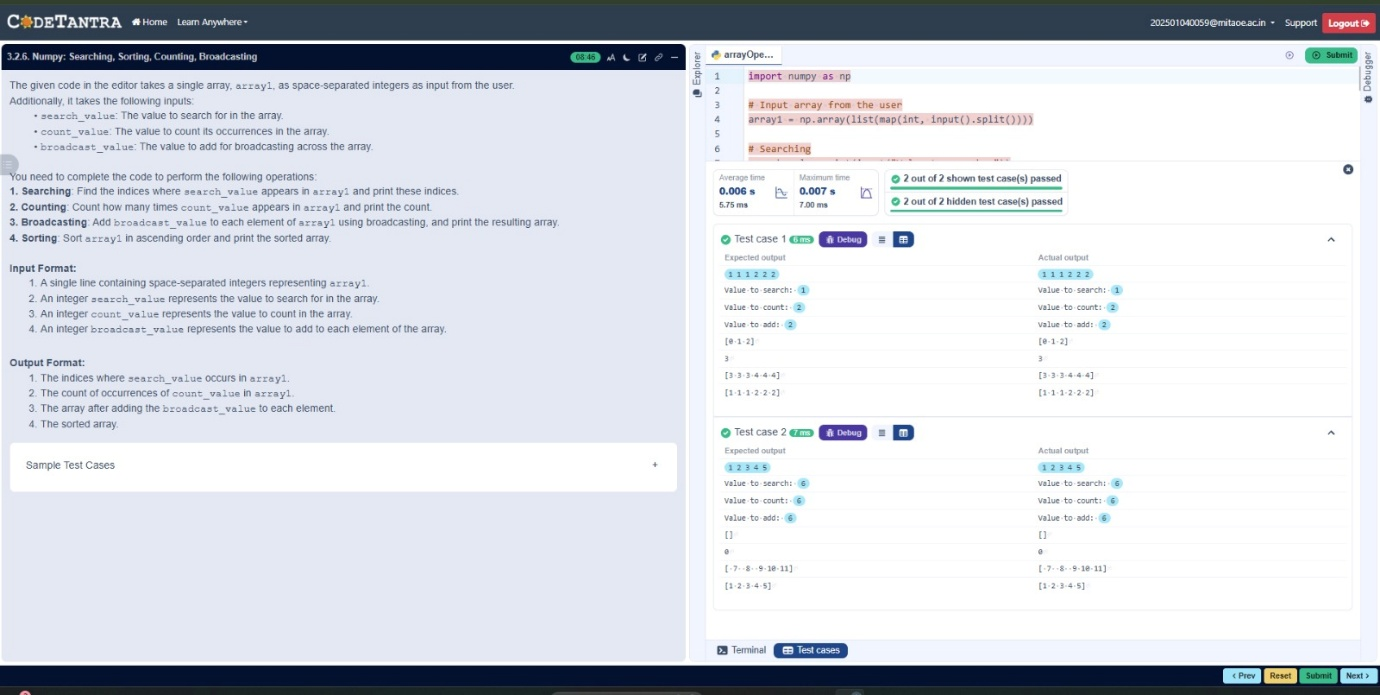 CODETANTRA Home Learn Anywhere 202501040059@mitaoe.ac.in Support Logout
3.2.6. Numpy: Searching, Sorting, Counting, Broadcasting 08:46 AA
The given code in the editor takes a single array, array1, as space-separated integers as input from the user.
Additionally, it takes the following inputs:
• search_value: The value to search for in the array.
• count_value: The value to count its occurrences in the array.
• broadcast_value: The value to add for broadcasting across the array.
You need to complete the code to perform the following operations:
1. Searching: Find the indices where search_value appears in array1 and print these indices.
2. Counting: Count how many times count_value appears in array1 and print the count.
3. Broadcasting: Add broadcast_value to each element of array1 using broadcasting, and print the resulting array.
4. Sorting: Sort array1 in ascending order and print the sorted array.
Input Format:
1. A single line containing space-separated integers representing array1.
2. An integer search_value represents the value to search for in the array.
3. An integer count_value represents the value to count in the array.
4. An integer broadcast_value represents the value to add to each element of the array.
Output Format:
1. The indices where search_value occurs in array1.
2. The count of occurrences of count_value in array1.
3. The array after adding the broadcast_value to each element.
4. The sorted array.
Sample Test Cases +
Explorer
arrayOpe...
Submit
Debugger
1 import numpy as np
2
3 # Input array from the user
4 array1 = np.array(list(map(int, input().split())))
5
6 # Searching
Average time Maximum time
0.006 s 0.007 s
5.75 ms 7.00 ms
2 out of 2 shown test case(s) passed
2 out of 2 hidden test case(s) passed
Test case 1 6 ms Debug
Expected output Actual output
1 1 1 2 2 2 1 1 1 2 2 2
Value·to·search:·1 Value·to·search:·1
Value·to·count:·2 Value·to·count:·2
Value·to·add:·2 Value·to·add:·2
[0·1·2] [0·1·2]
3 3
[3·3·3·4·4·4] [3·3·3·4·4·4]
[1·1·1·2·2·2] [1·1·1·2·2·2]
Test case 2 7 ms Debug
Expected output Actual output
1 2 3 4 5 1 2 3 4 5
Value·to·search:·6 Value·to·search:·6
Value·to·count:·6 Value·to·count:·6
Value·to·add:·6 Value·to·add:·6
[] []
0 0
[·7··8··9·10·11] [·7··8··9·10·11]
[1·2·3·4·5] [1·2·3·4·5]
Terminal Test cases
< Prev Reset Submit Next >